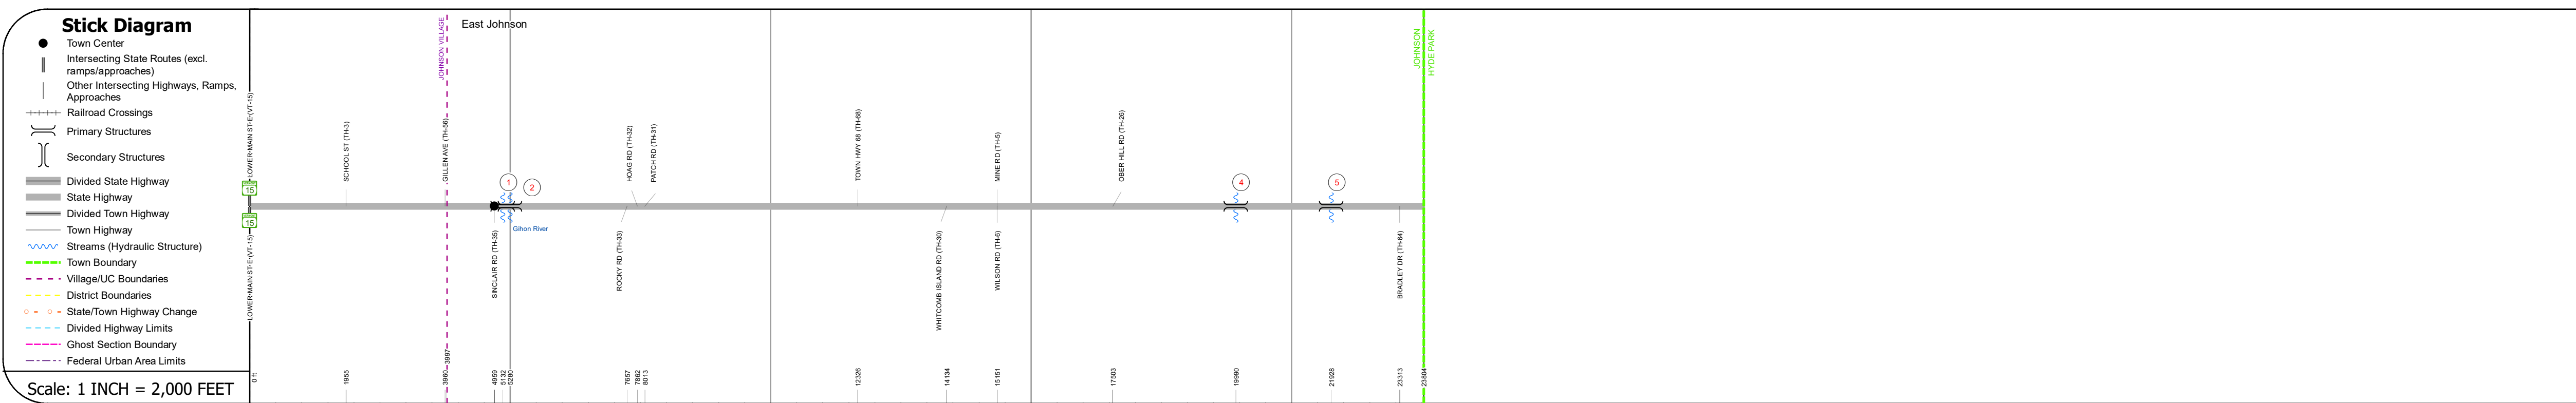 Stick Diagram
Town Center
Intersecting State Routes (excl.
ramps/approaches)
Other Intersecting Highways, Ramps,
Approaches
Railroad Crossings
Primary Structures
Secondary Structures
Divided State Highway
State Highway
Divided Town Highway
Town Highway
Streams (Hydraulic Structure)
Town Boundary
Village/UC Boundaries
District Boundaries
State/Town Highway Change
Divided Highway Limits
Ghost Section Boundary
Federal Urban Area Limits
Scale: 1 INCH = 2,000 FEET
East Johnson
JOHNSON VILLAGE
JOHNSON
HYDE PARK
LOWER MAIN ST E (VT-15)
SCHOOL ST (TH-3)
GILLEN AVE (TH-56)
HOAG RD (TH-32)
PATCH RD (TH-31)
TOWN HWY 68 (TH-68)
MINE RD (TH-5)
OBER HILL RD (TH-26)
15
15
1
2
4
5
Gihon River
LOWER MAIN ST E (VT-15)
SINCLAIR RD (TH-35)
ROCKY RD (TH-33)
WHITCOMB ISLAND RD (TH-30)
WILSON RD (TH-6)
BRADLEY DR (TH-64)
0 ft
1955
3960
3997
4959
5132
5280
7657
7862
8013
12326
14134
15151
17503
19990
21928
23313
23804